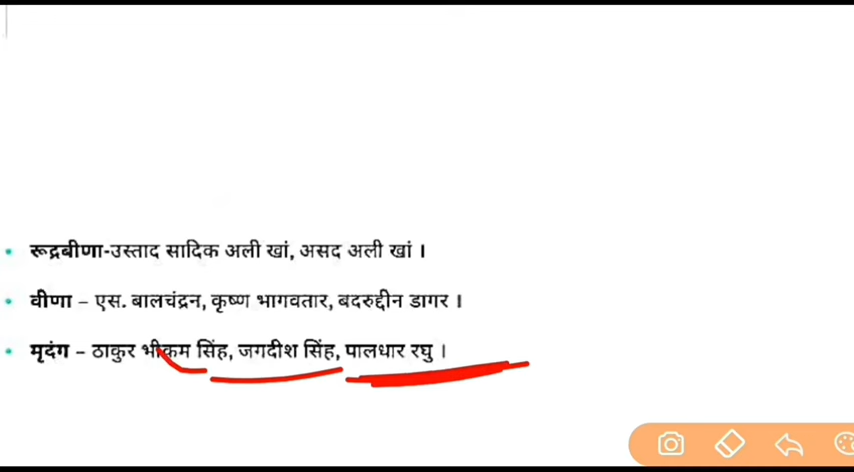 रूद्रबीणा-उस्ताद सादिक अली खां, असद अली खां ।
वीणा – एस. बालचंद्रन, कृष्ण भागवतार, बदरुद्दीन डागर ।
मृदंग – ठाकुर भीकम सिंह, जगदीश सिंह, पालधार रघु ।